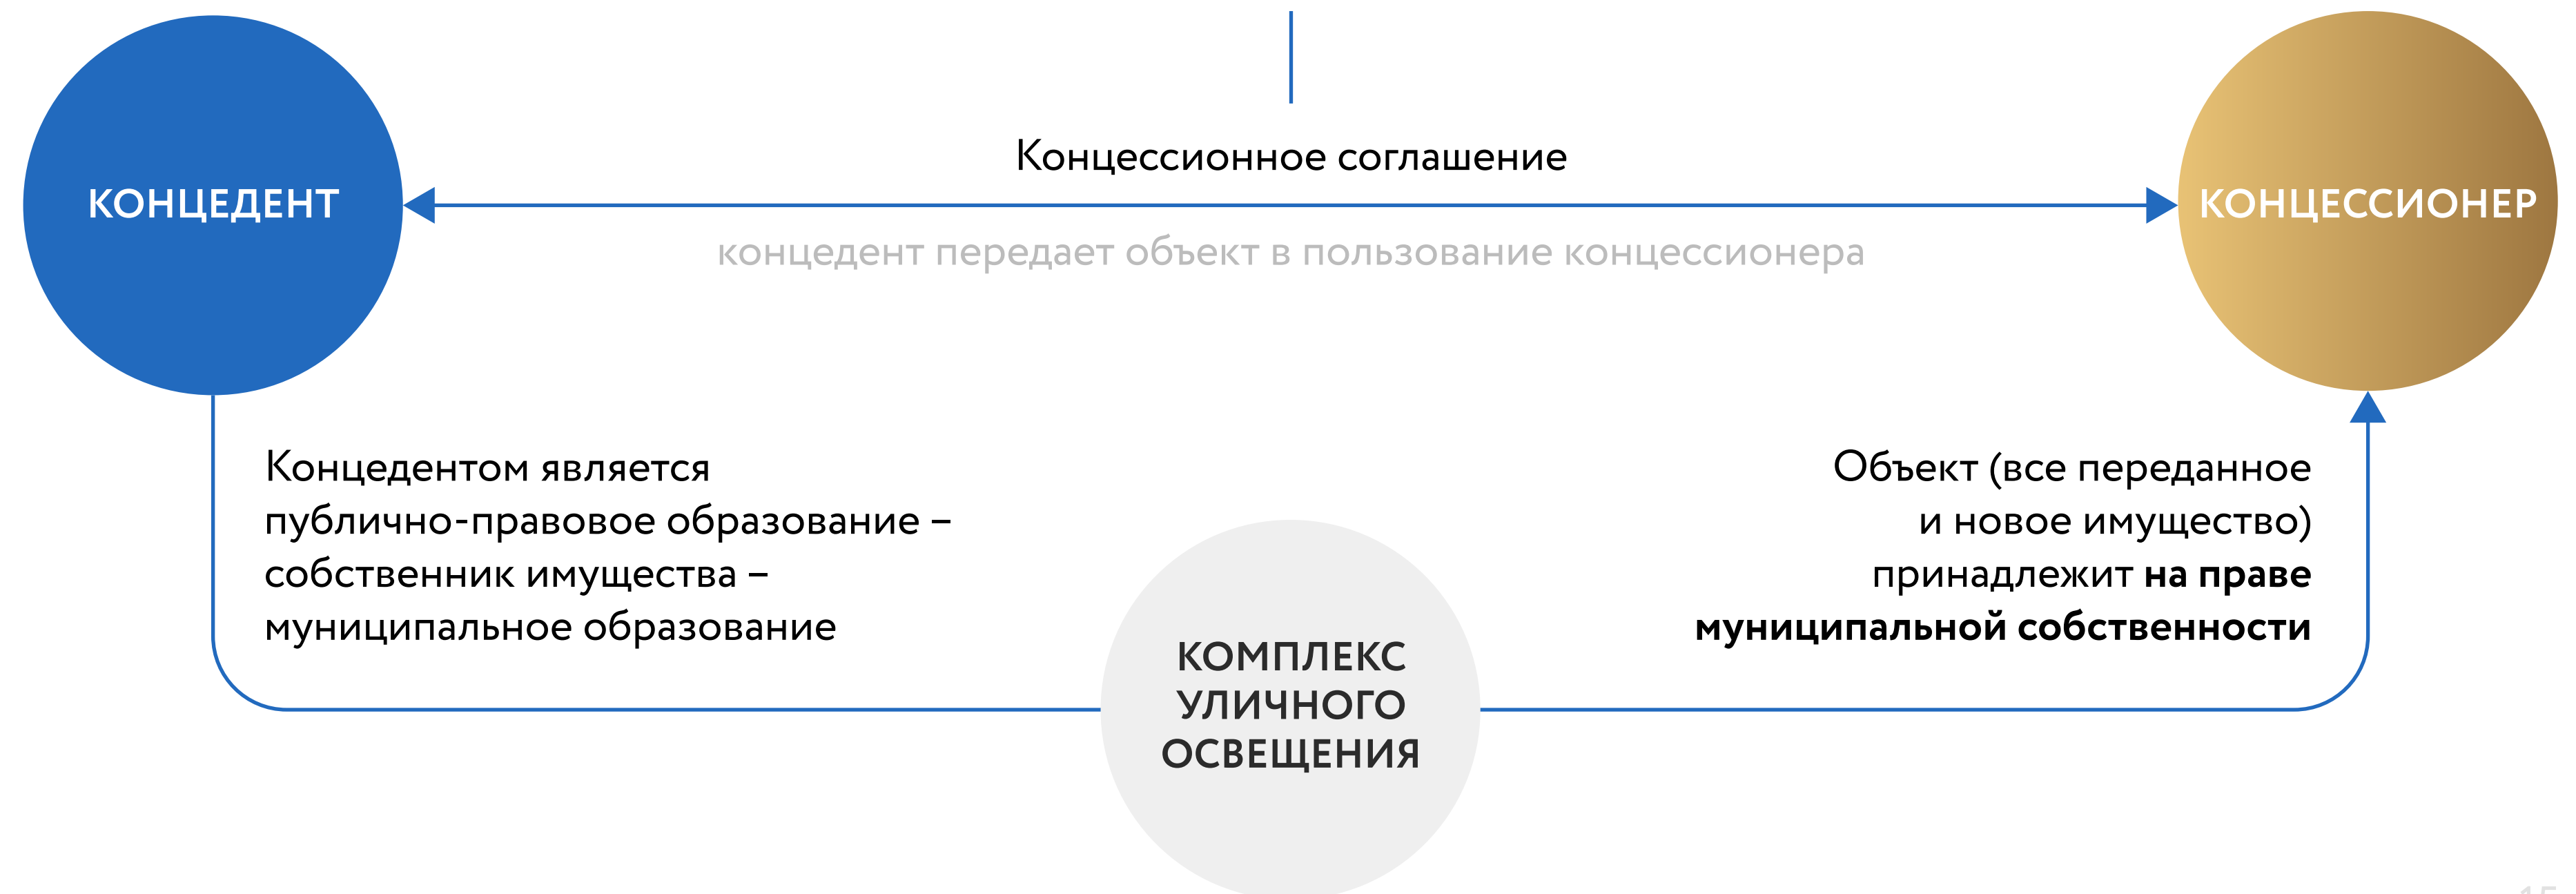 Концессионное соглашение
КОНЦЕДЕНТ
КОНЦЕССИОНЕР
концедент передает объект в пользование концессионера
Концедентом является
публично-правовое образование –
собственник имущества –
муниципальное образование
Объект (все переданное
и новое имущество)
принадлежит на праве
муниципальной собственности
КОМПЛЕКС
УЛИЧНОГО
ОСВЕЩЕНИЯ